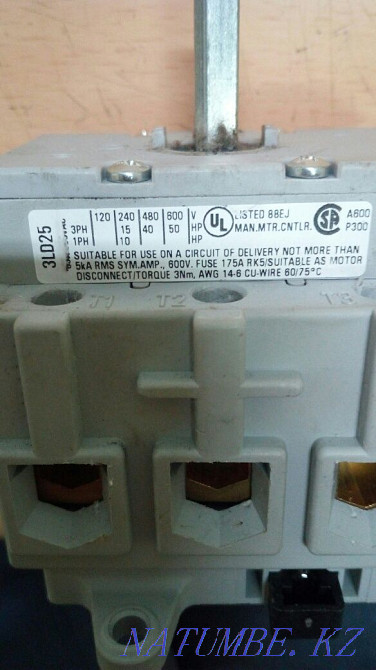 3LD25
120 240 480 600 V
3PH 15 40 50 HP
1PH 10 HP
UL LISTED 88EJ
MAN.MTR.CNTLR.
A600
P300
SUITABLE FOR USE ON A CIRCUIT OF DELIVERY NOT MORE THAN
5kA RMS SYM.AMP., 600V. FUSE 175A RK5/SUITABLE AS MOTOR
DISCONNECT/TORQUE 3Nm, AWG 14-6 CU-WIRE 60/75°C
T1 T2 T3
NATUMBE.KZ